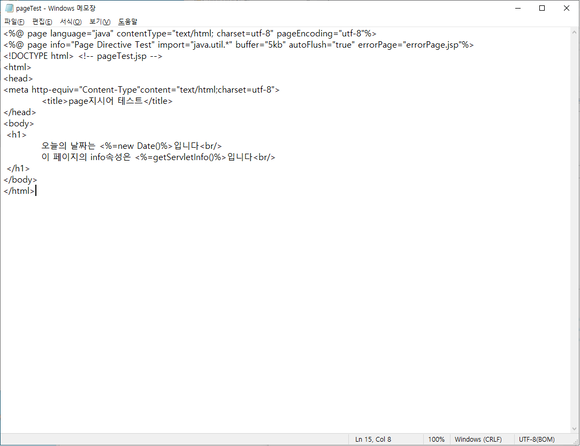 pageTest - Windows 메모장
파일(F) 편집(E) 서식(O) 보기(V) 도움말
<%@ page language="java" contentType="text/html; charset=utf-8" pageEncoding="utf-8"%>
<%@ page info="Page Directive Test" import="java.util.*" buffer="5kb" autoFlush="true" errorPage="errorPage.jsp"%>
<!DOCTYPE html> <!-- pageTest.jsp -->
<html>
<head>
<meta http-equiv="Content-Type"content="text/html;charset=utf-8">
<title>page지시어 테스트</title>
</head>
<body>
<h1>
오늘의 날짜는 <%=new Date()%>입니다<br/>
이 페이지의 info속성은 <%=getServletInfo()%>입니다<br/>
</h1>
</body>
</html>
Ln 15, Col 8 100% Windows (CRLF) UTF-8(BOM)